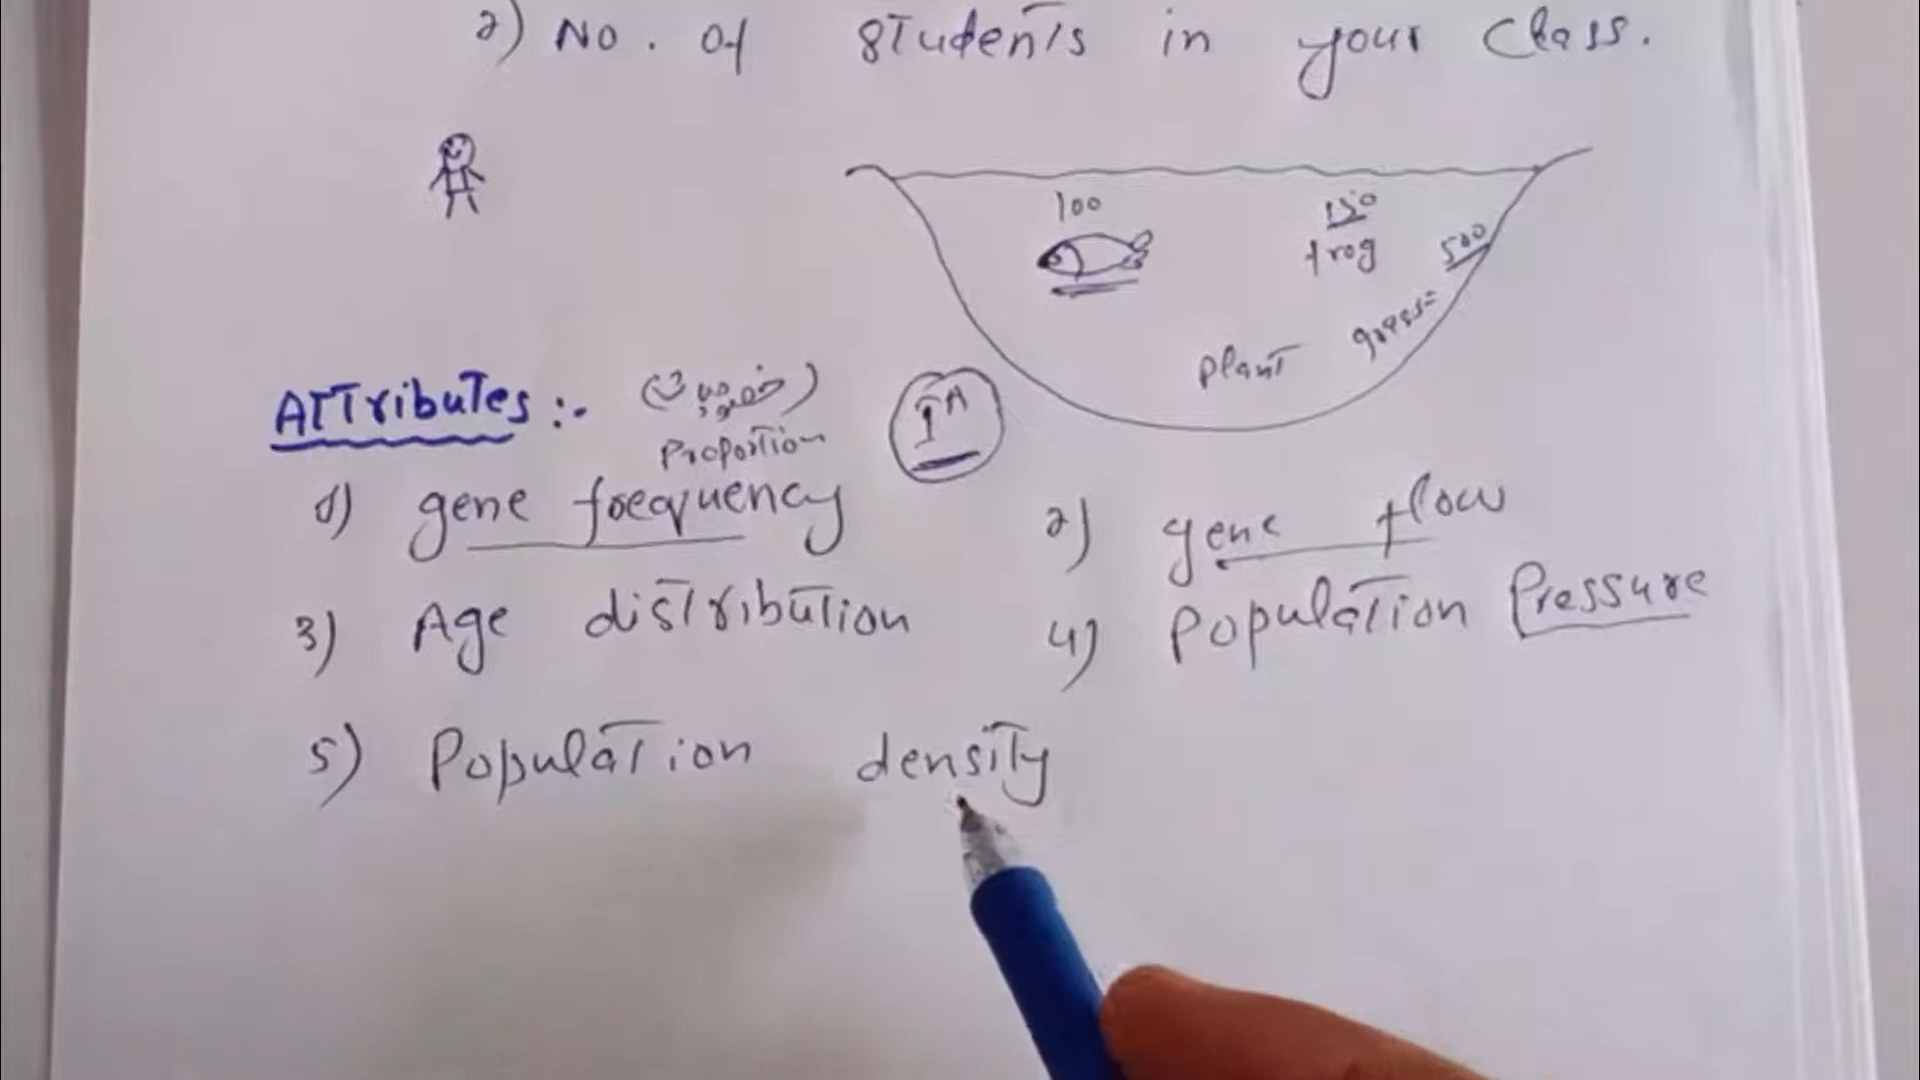 2) No. of students in your class.
100
150
frog
500
grass=
plant
Attributes :-
Proportion
I^A
1) gene frequency
2) gene flow
3) Age distribution
4) Population Pressure
5) Population density